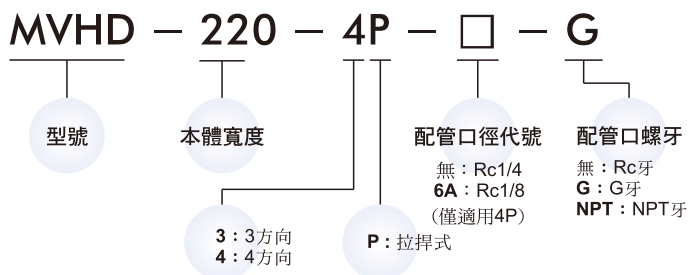 MVHD － 220 － 4P － □ － G
型號
本體寬度
配管口徑代號
無：Rc1/4
6A：Rc1/8
（僅適用4P）
配管口螺牙
無：Rc牙
G：G牙
NPT：NPT牙
3：3方向
4：4方向
P：拉捍式